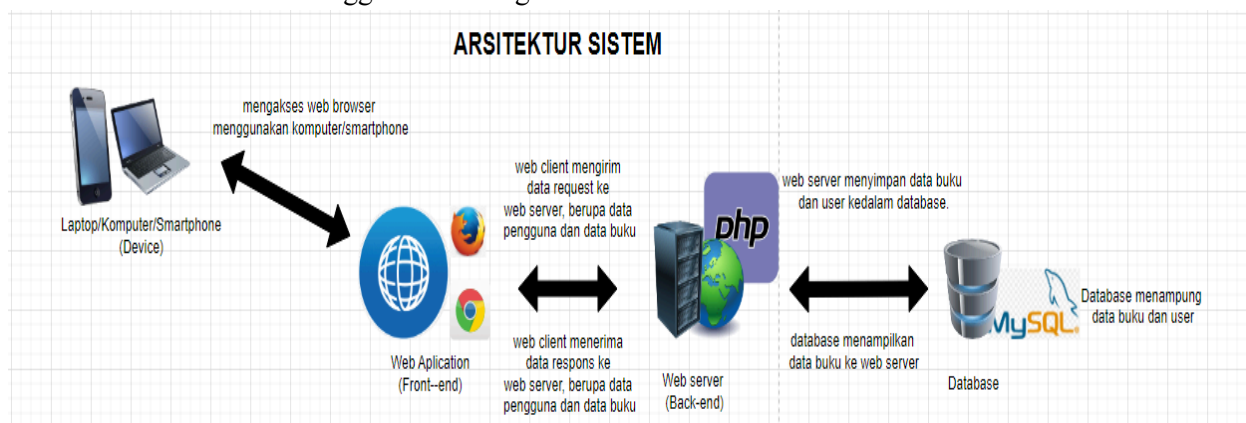 ARSITEKTUR SISTEM
mengakses web browser
menggunakan komputer/smartphone
Laptop/Komputer/Smartphone
(Device)
web client mengirim
data request ke
web server, berupa data
pengguna dan data buku
Web Aplication
(Front--end)
web client menerima
data respons ke
web server, berupa data
pengguna dan data buku
php
Web server
(Back-end)
web server menyimpan data buku
dan user kedalam database.
database menampilkan
data buku ke web server
MySQL
Database
Database menampung
data buku dan user